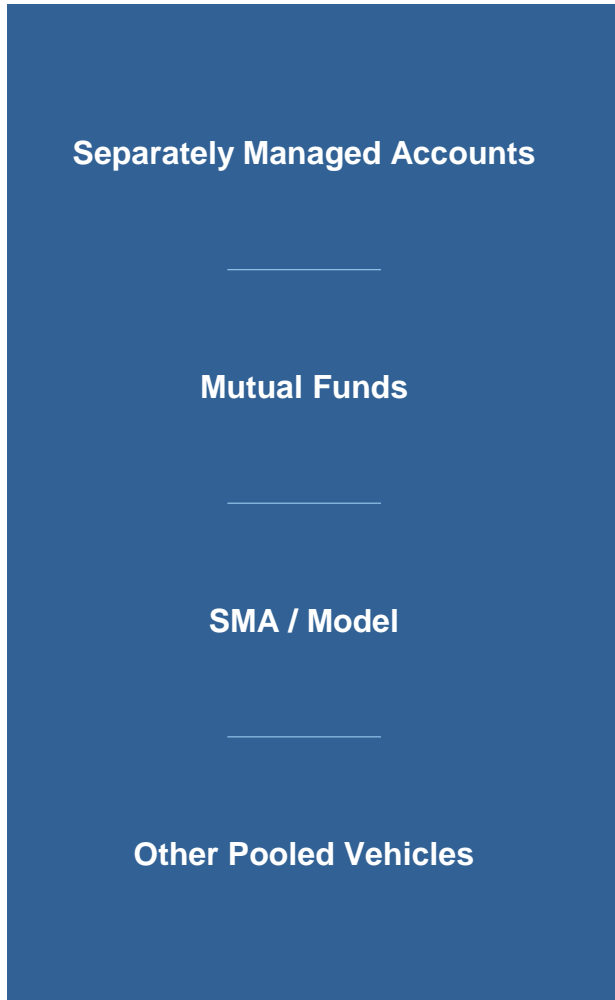 Separately Managed Accounts
Mutual Funds
SMA / Model
Other Pooled Vehicles